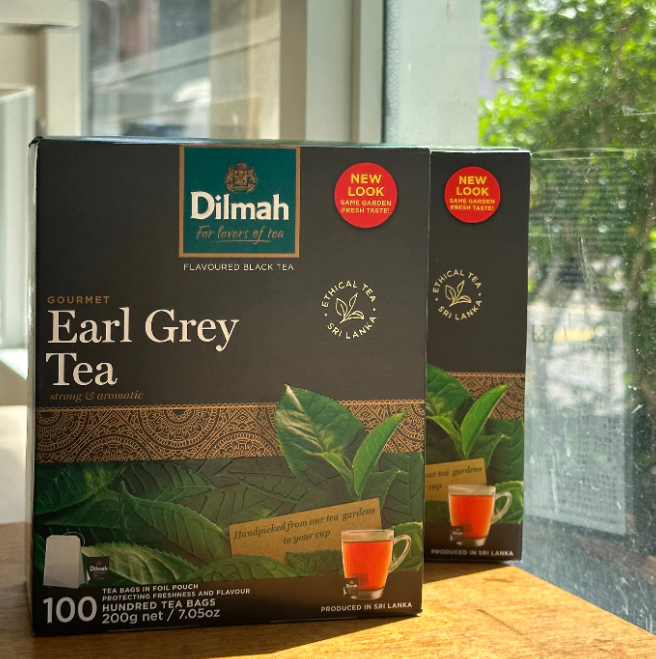 Dilmah
For lovers of tea
FLAVOURED BLACK TEA
NEW
LOOK
SAME GARDEN
FRESH TASTE!
ETHICAL TEA
SRI LANKA
GOURMET
Earl Grey
Tea
strong & aromatic
Handpicked from our tea gardens
to your cup
Dilmah
100
TEA BAGS IN FOIL POUCH
PROTECTING FRESHNESS AND FLAVOUR
HUNDRED TEA BAGS
200g net / 7.05oz
PRODUCED IN SRI LANKA
NEW
LOOK
SAME GARDEN
FRESH TASTE!
ETHICAL TEA
SRI LANKA
our tea gardens
cup
PRODUCED IN SRI LANKA